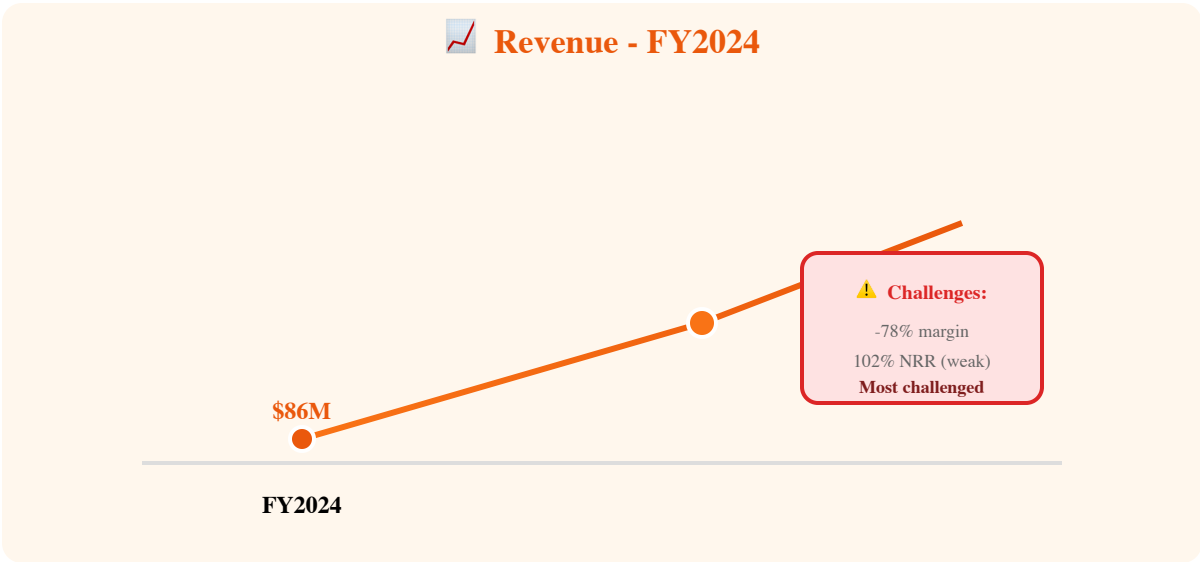 📈 Revenue - FY2024
⚠️ Challenges:
-78% margin
102% NRR (weak)
Most challenged
$86M
FY2024